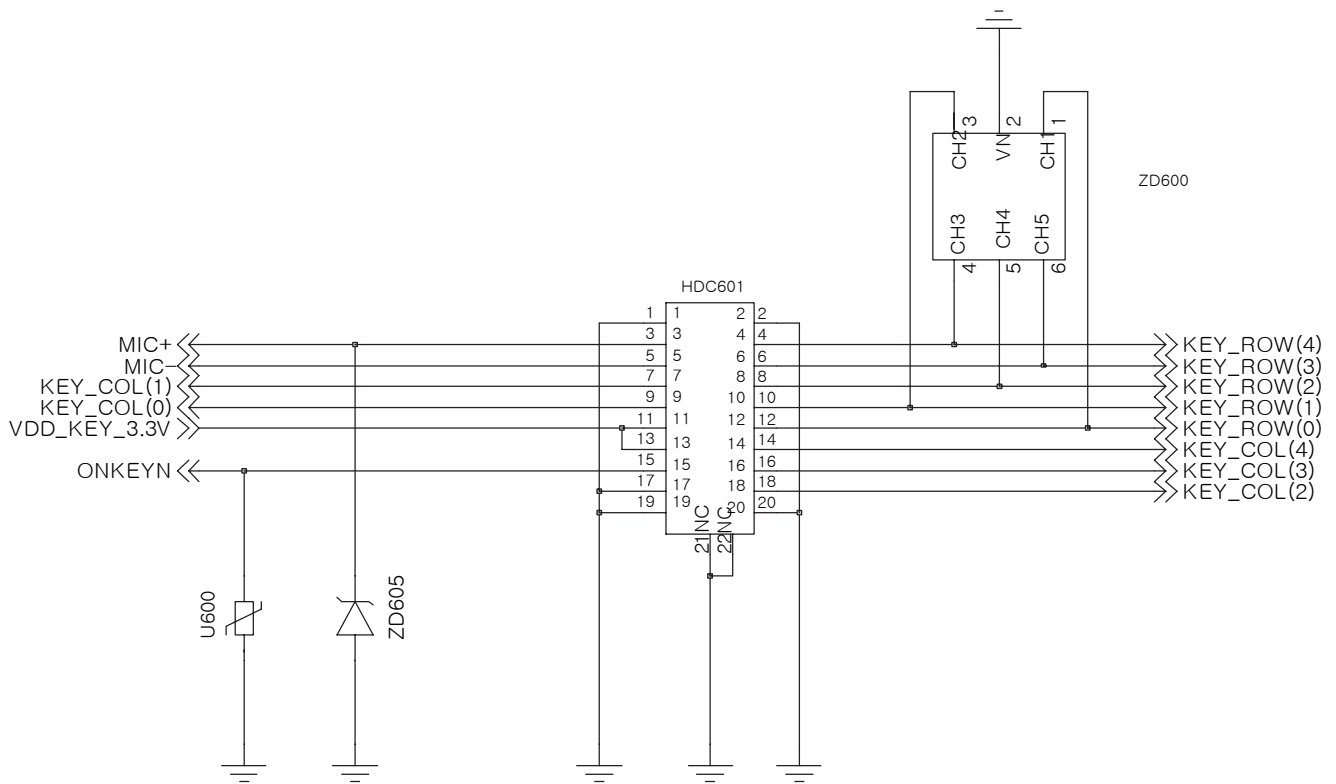 3
2
1
CH2
VN
CH1
ZD600
CH3
CH4
CH5
4
5
6
HDC601
1 1 2 2
MIC+ 3 3 4 4 KEY_ROW(4)
MIC- 5 5 6 6 KEY_ROW(3)
KEY_COL(1) 7 7 8 8 KEY_ROW(2)
KEY_COL(0) 9 9 10 10 KEY_ROW(1)
VDD_KEY_3.3V 11 11 12 12 KEY_ROW(0)
13 13 14 14 KEY_COL(4)
ONKEYN 15 15 16 16 KEY_COL(3)
17 17 18 18 KEY_COL(2)
19 19 20 20
21NC
22NC
U600
ZD605